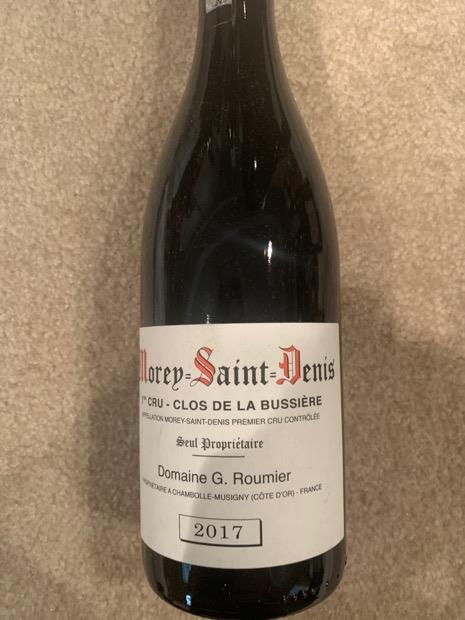 Morey=Saint=Denis
1er CRU - CLOS DE LA BUSSIÈRE
APPELLATION MOREY-SAINT-DENIS PREMIER CRU CONTRÔLÉE
Seul Propriétaire
Domaine G. Roumier
PROPRIÉTAIRE A CHAMBOLLE-MUSIGNY (CÔTE D'OR) - FRANCE
2017